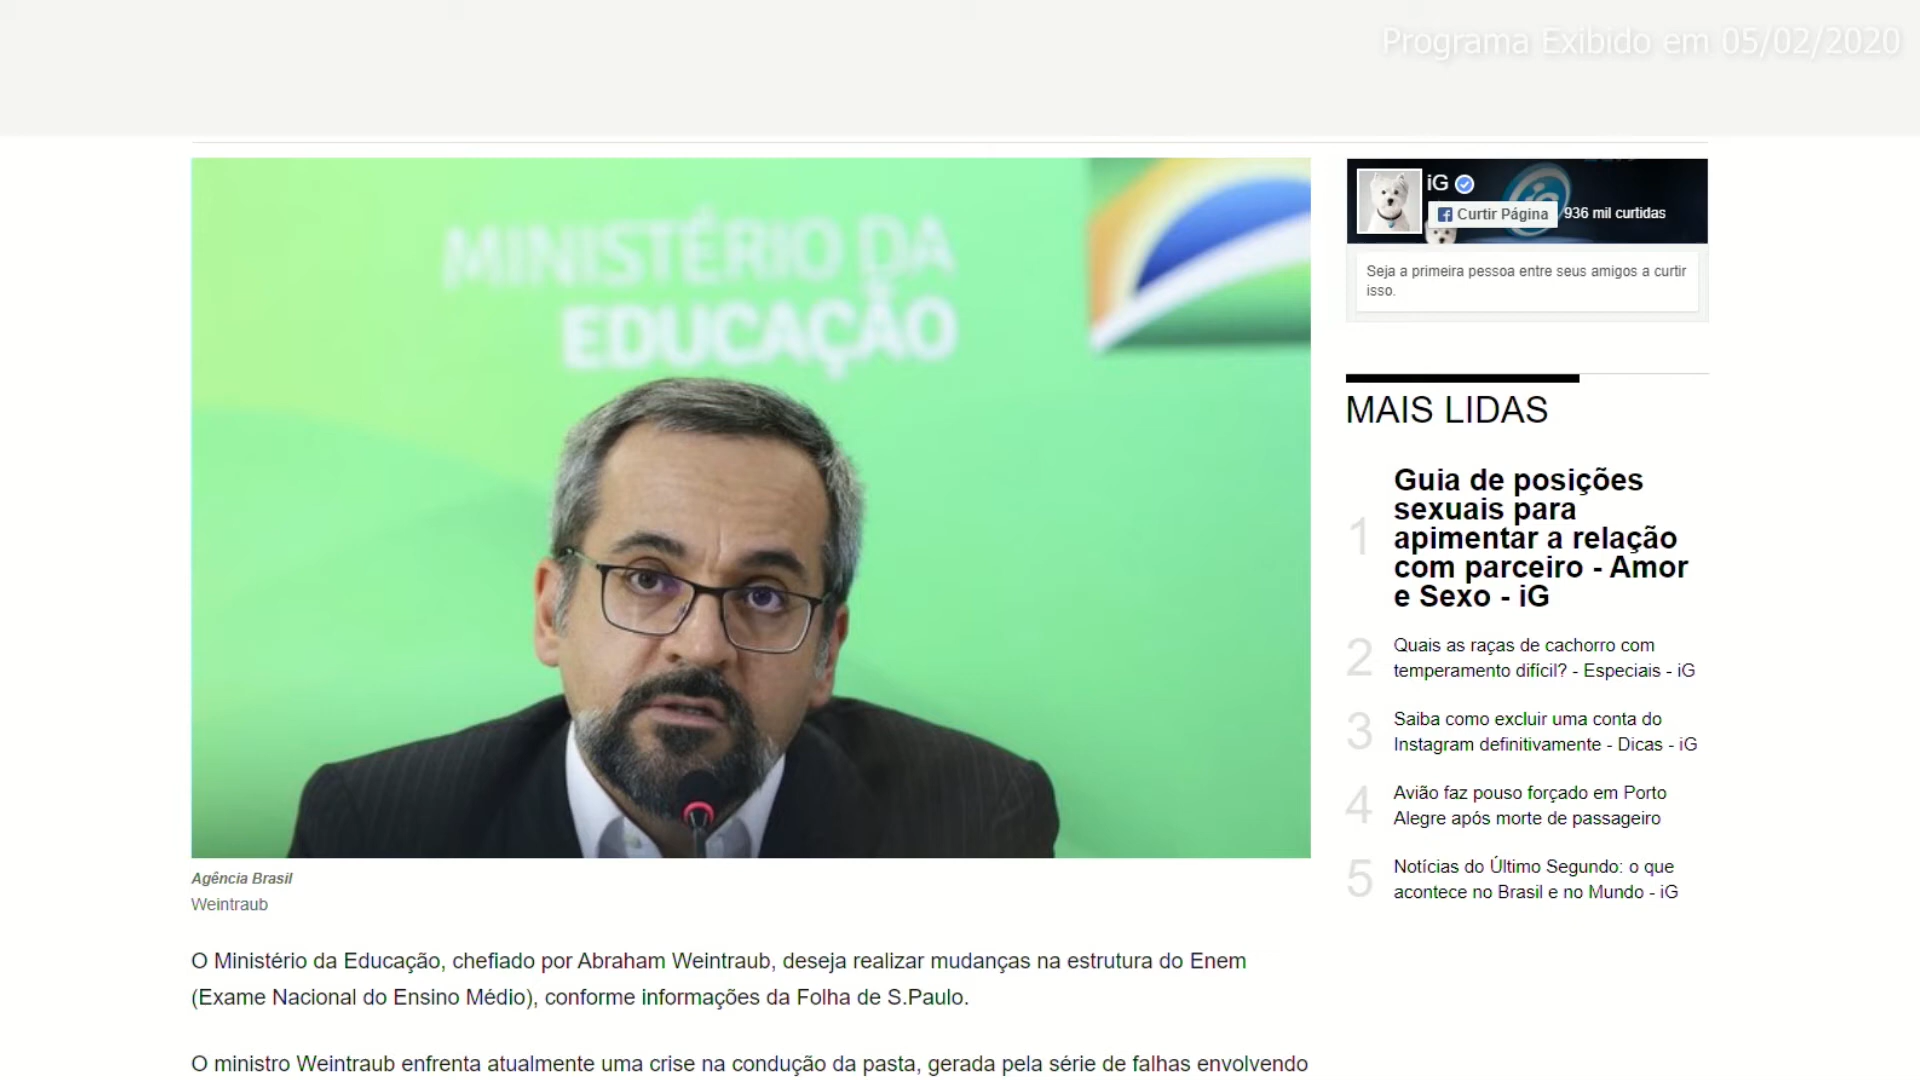 Programa Exibido em 05/02/2020
MINISTÉRIO DA
EDUCAÇÃO
iG
Curtir Página
936 mil curtidas
Seja a primeira pessoa entre seus amigos a curtir
isso.
MAIS LIDAS
1
Guia de posições
sexuais para
apimentar a relação
com parceiro - Amor
e Sexo - iG
2
Quais as raças de cachorro com
temperamento difícil? - Especiais - iG
3
Saiba como excluir uma conta do
Instagram definitivamente - Dicas - iG
4
Avião faz pouso forçado em Porto
Alegre após morte de passageiro
5
Notícias do Último Segundo: o que
acontece no Brasil e no Mundo - iG
Agência Brasil
Weintraub
O Ministério da Educação, chefiado por Abraham Weintraub, deseja realizar mudanças na estrutura do Enem
(Exame Nacional do Ensino Médio), conforme informações da Folha de S.Paulo.
O ministro Weintraub enfrenta atualmente uma crise na condução da pasta, gerada pela série de falhas envolvendo